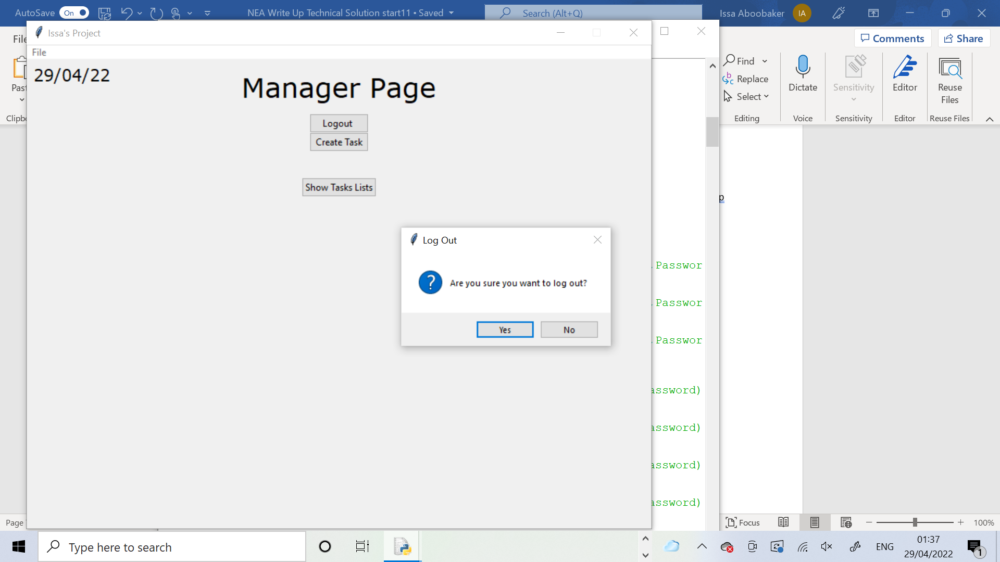 AutoSave On
NEA Write Up Technical Solution start11 • Saved
Search (Alt+Q)
Issa Aboobaker IA
File
Comments
Share
Issa's Project
File
29/04/22
Manager Page
Logout
Create Task
Show Tasks Lists
Log Out
Are you sure you want to log out?
Yes
No
Past
Clipbo
Find
Replace
Select
Editing
Dictate
Voice
Sensitivity
Sensitivity
Editor
Editor
Reuse
Files
Reuse Files
p
.Passwor
.Passwor
.Passwor
assword)
assword)
assword)
assword)
Page
Focus
100%
Type here to search
ENG
01:37
29/04/2022
1